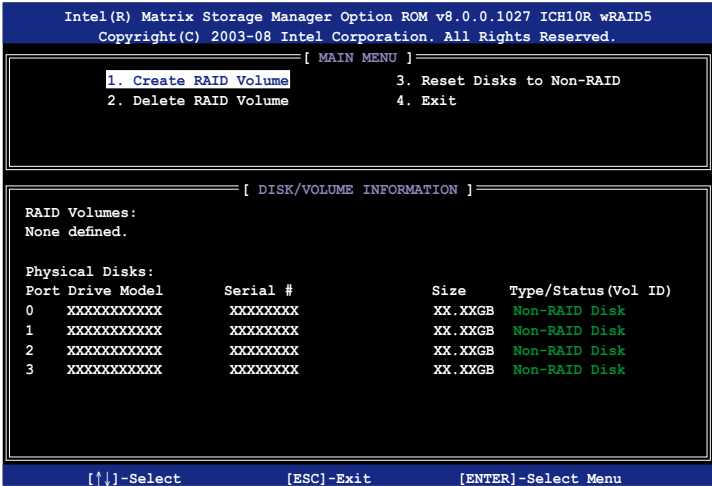 Intel(R) Matrix Storage Manager Option ROM v8.0.0.1027 ICH10R wRAID5
Copyright(C) 2003-08 Intel Corporation. All Rights Reserved.
[ MAIN MENU ]
1. Create RAID Volume 3. Reset Disks to Non-RAID
2. Delete RAID Volume 4. Exit
[ DISK/VOLUME INFORMATION ]
RAID Volumes:
None defined.
Physical Disks:
Port Drive Model Serial # Size Type/Status(Vol ID)
0 XXXXXXXXXXX XXXXXXXX XX.XXGB Non-RAID Disk
1 XXXXXXXXXXX XXXXXXXX XX.XXGB Non-RAID Disk
2 XXXXXXXXXXX XXXXXXXX XX.XXGB Non-RAID Disk
3 XXXXXXXXXXX XXXXXXXX XX.XXGB Non-RAID Disk
[↑↓]-Select [ESC]-Exit [ENTER]-Select Menu